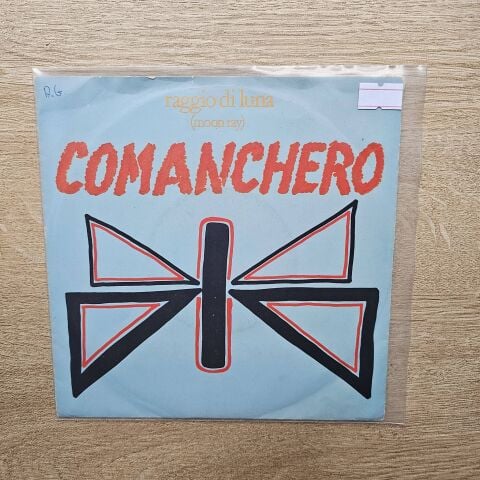 R.G
raggio di luna
(moon ray)
COMANCHERO